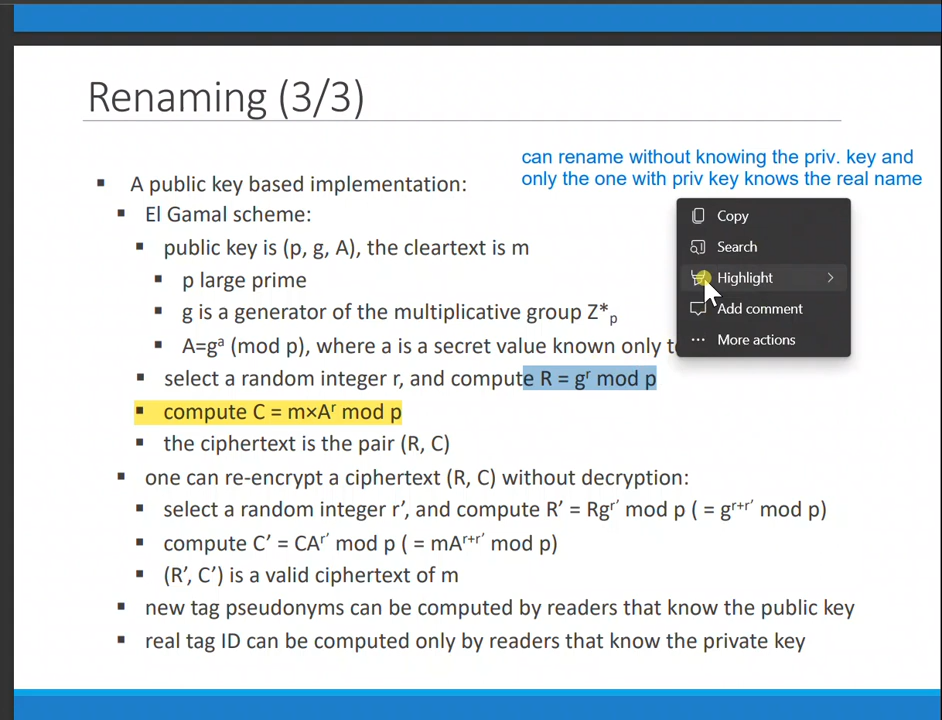 Renaming (3/3)
can rename without knowing the priv. key and
only the one with priv key knows the real name
▪ A public key based implementation:
▪ El Gamal scheme:
▪ public key is (p, g, A), the cleartext is m
▪ p large prime
▪ g is a generator of the multiplicative group Z*ₚ
▪ A=gᵃ (mod p), where a is a secret value known only
▪ select a random integer r, and compute R = gʳ mod p
▪ compute C = m×Aʳ mod p
▪ the ciphertext is the pair (R, C)
▪ one can re-encrypt a ciphertext (R, C) without decryption:
▪ select a random integer r’, and compute R’ = Rgʳ’ mod p ( = gʳ⁺ʳ’ mod p)
▪ compute C’ = CAʳ’ mod p ( = mAʳ⁺ʳ’ mod p)
▪ (R’, C’) is a valid ciphertext of m
▪ new tag pseudonyms can be computed by readers that know the public key
▪ real tag ID can be computed only by readers that know the private key
Copy
Search
Highlight
Add comment
More actions